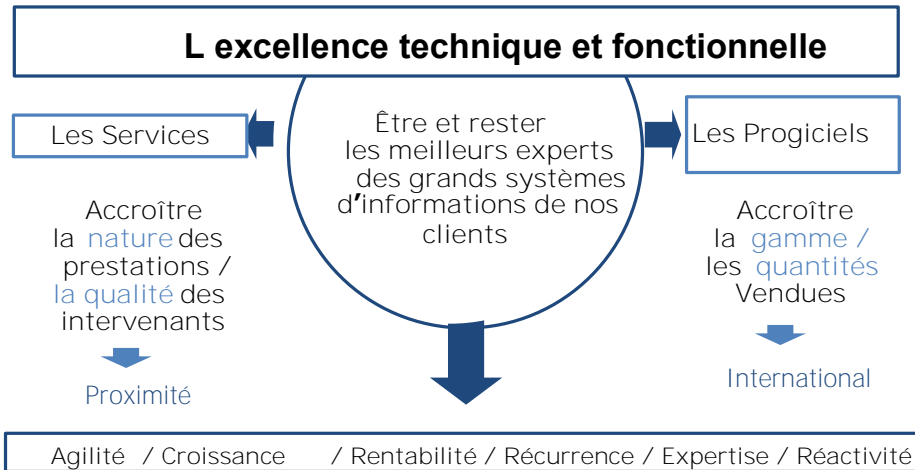 L excellence technique et fonctionnelle
Les Services
Être et rester
les meilleurs experts
des grands systèmes
d'informations de nos
clients
Les Progiciels
Accroître
la nature des
prestations /
la qualité des
intervenants
Proximité
Accroître
la gamme /
les quantités
Vendues
International
Agilité / Croissance / Rentabilité / Récurrence / Expertise / Réactivité